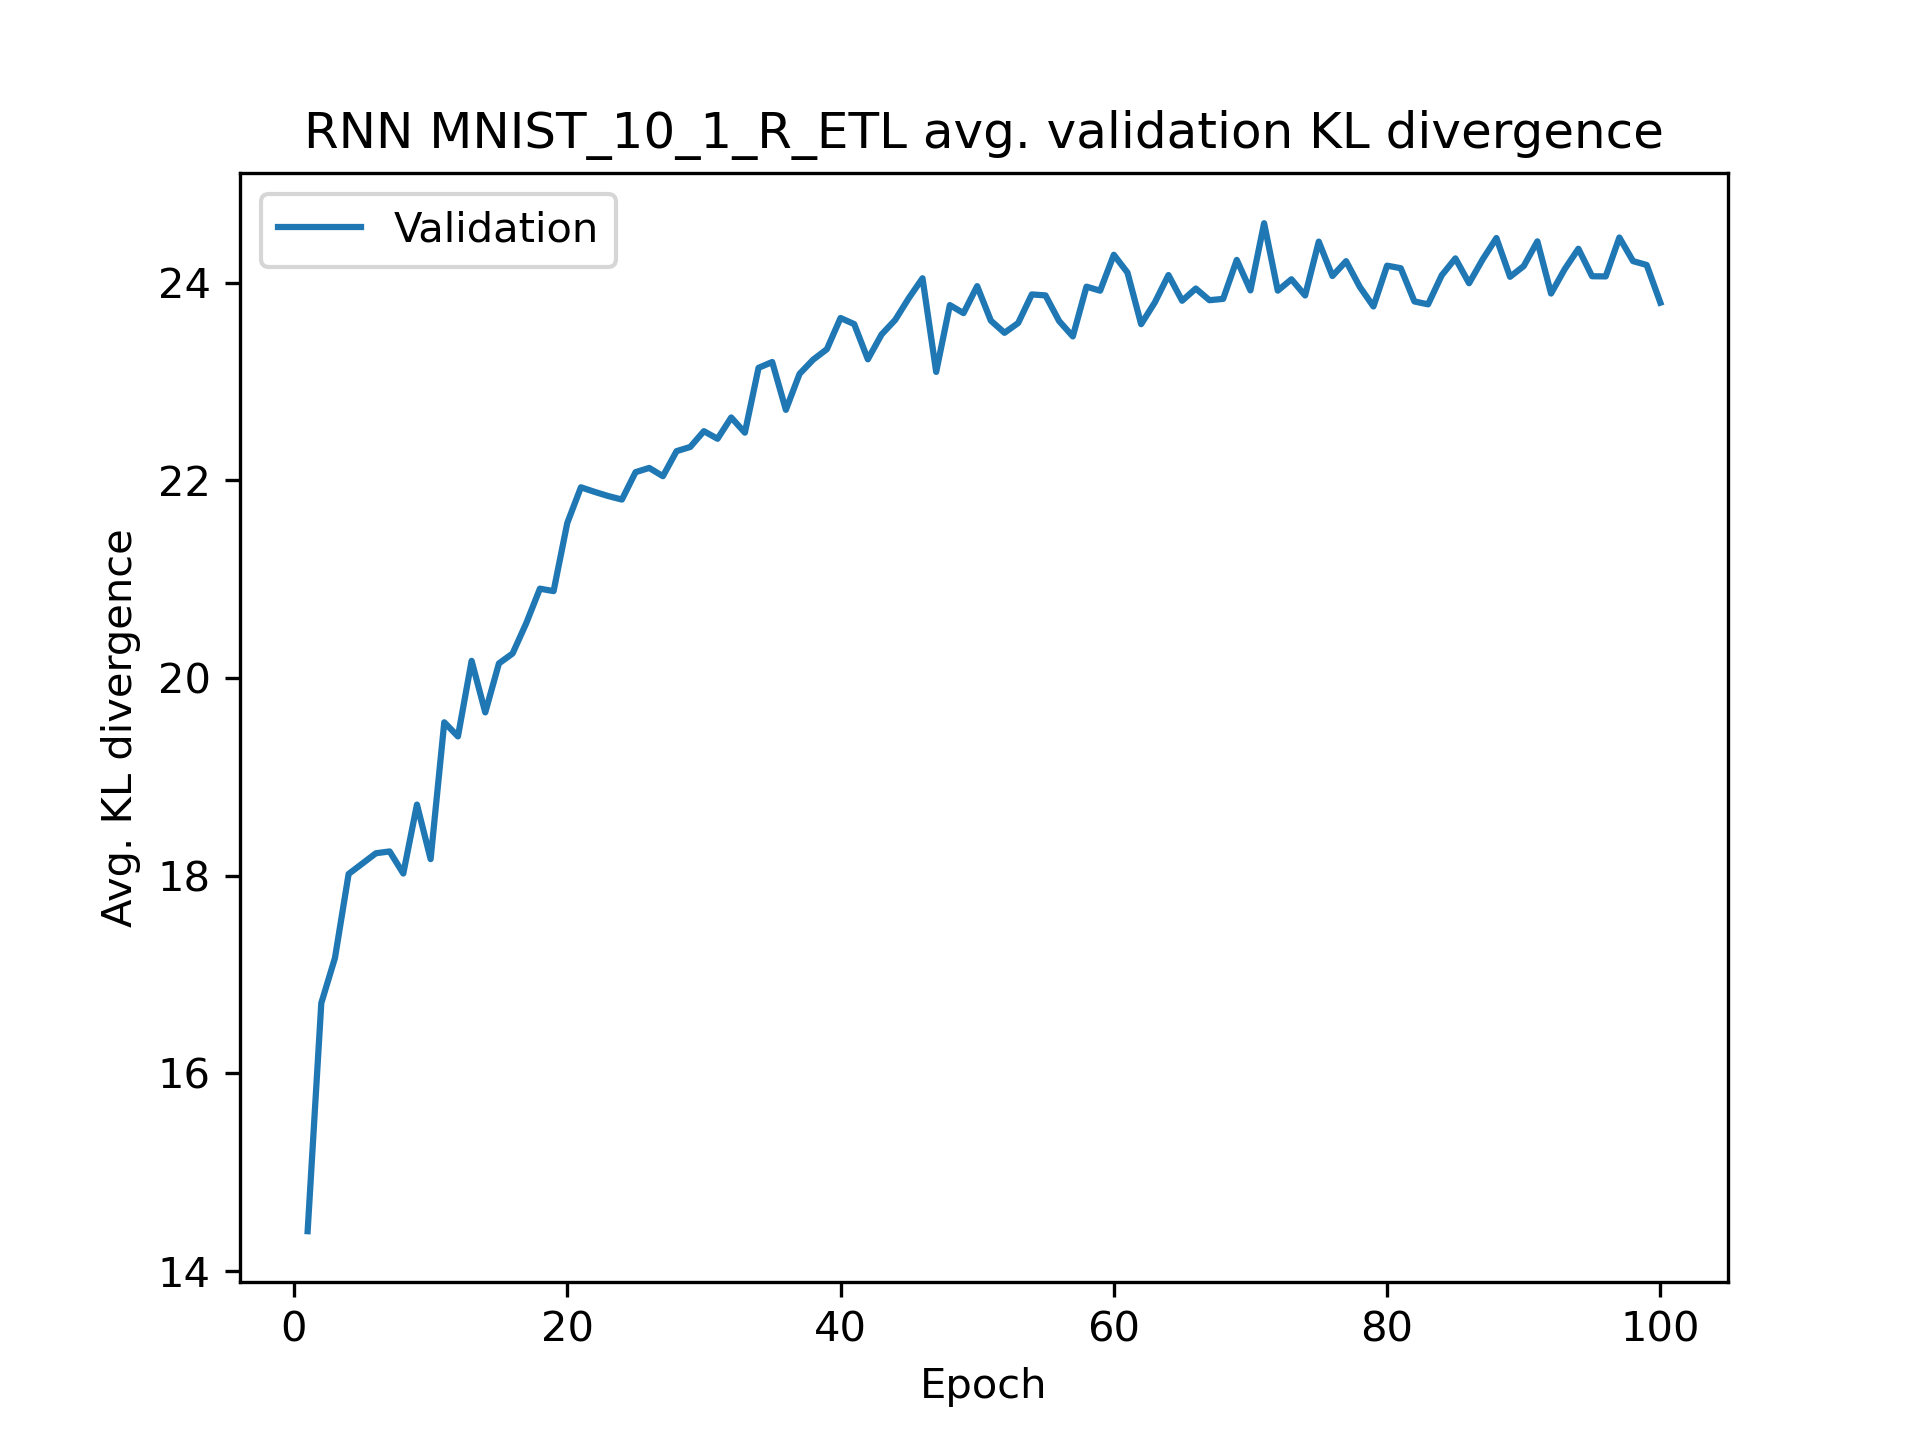 RNN MNIST_10_1_R_ETL avg. validation KL divergence
Validation
24
22
20
18
16
14
Avg. KL divergence
0 20 40 60 80 100
Epoch